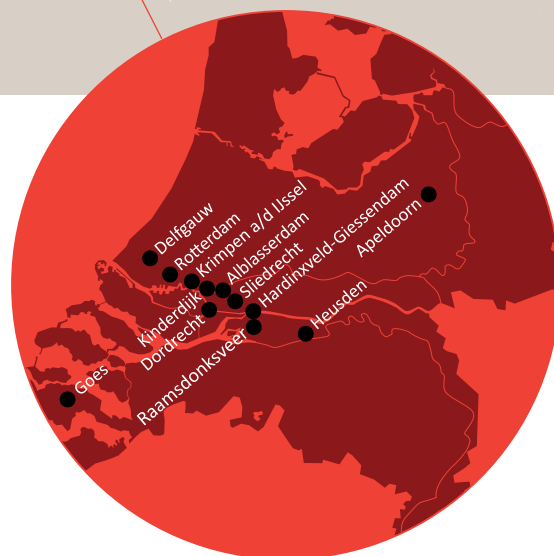 Delfgauw
Rotterdam
Krimpen a/d IJssel
Alblasserdam
Sliedrecht
Hardinxveld-Giessendam
Apeldoorn
Kinderdijk
Dordrecht
Raamsdonksveer
Heusden
Goes